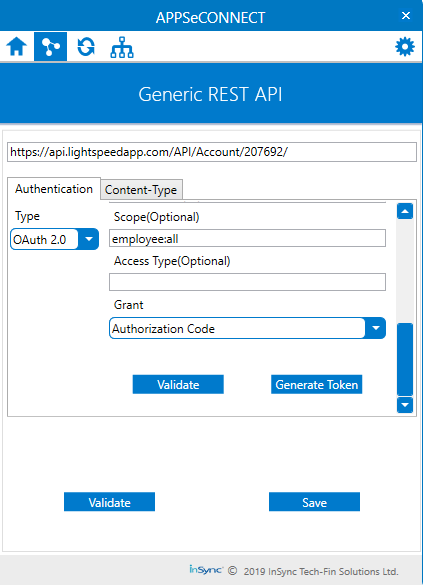 APPSeCONNECT
Generic REST API
https://api.lightspeedapp.com/API/Account/207692/
Authentication Content-Type
Type
OAuth 2.0
Scope(Optional)
employee:all
Access Type(Optional)
Grant
Authorization Code
Validate Generate Token
Validate Save
inSync © 2019 InSync Tech-Fin Solutions Ltd.